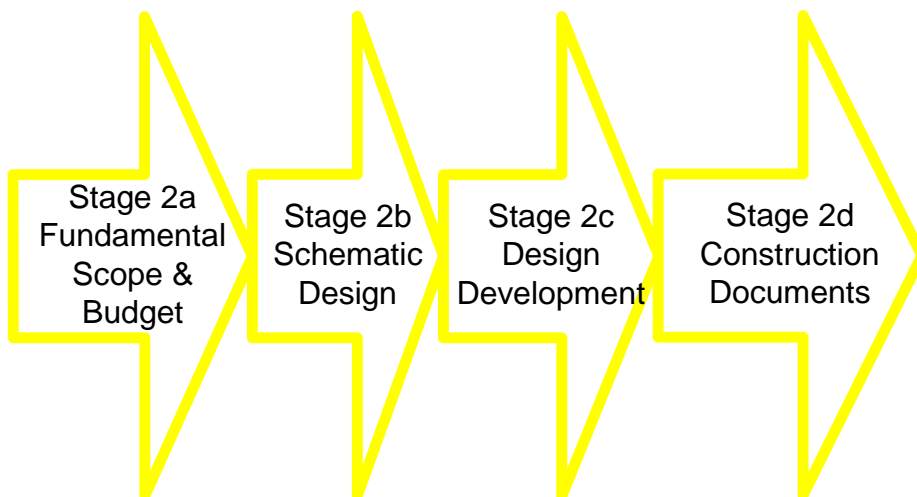 Stage 2a
Fundamental
Scope &
Budget
Stage 2b
Schematic
Design
Stage 2c
Design
Development
Stage 2d
Construction
Documents